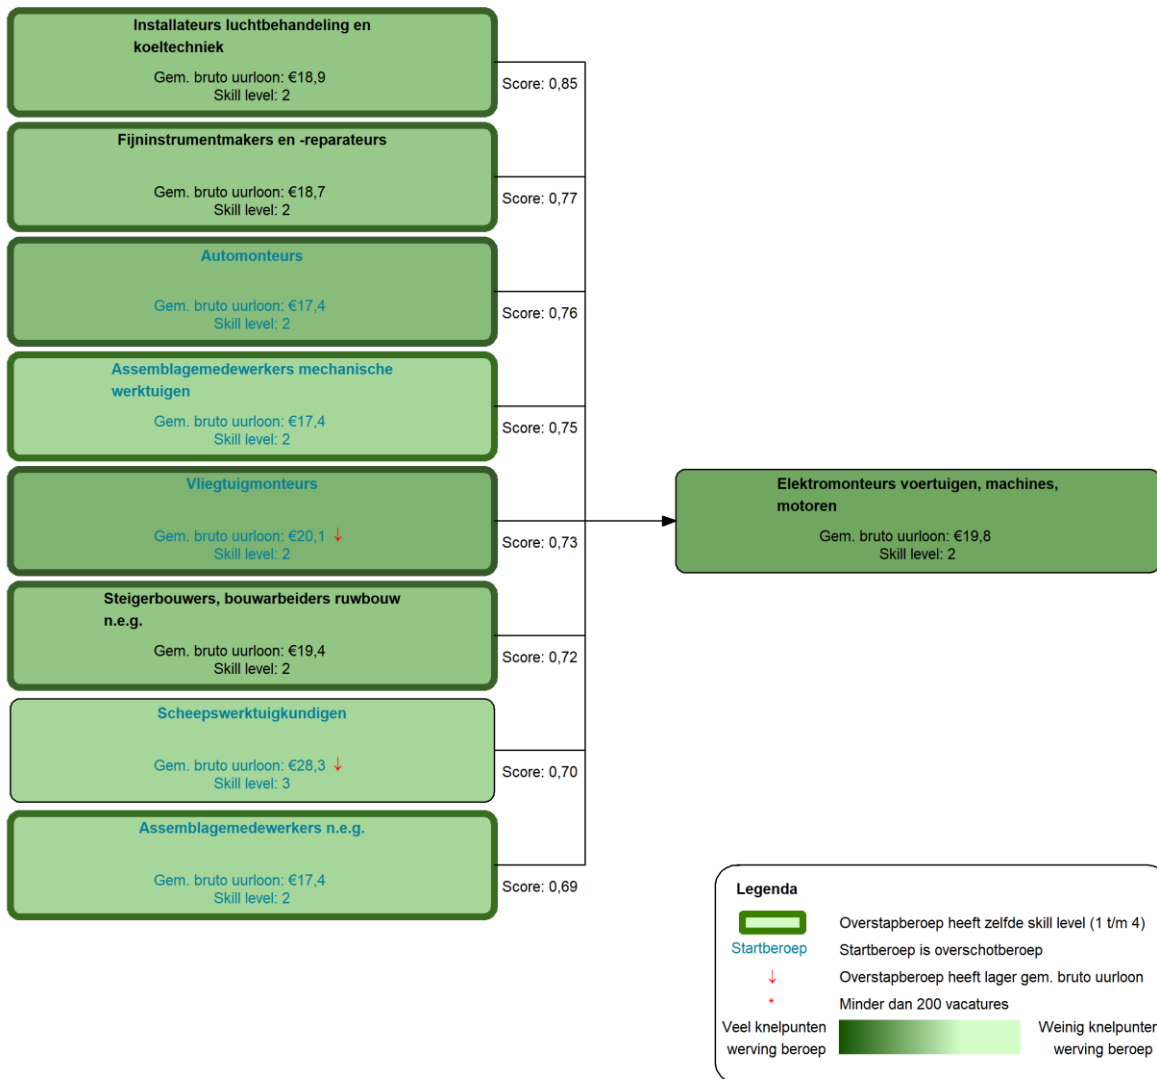 Installateurs luchtbehandeling en
koeltechniek
Gem. bruto uurloon: €18,9
Skill level: 2
Score: 0,85
Fijninstrumentmakers en -reparateurs
Gem. bruto uurloon: €18,7
Skill level: 2
Score: 0,77
Automonteurs
Gem. bruto uurloon: €17,4
Skill level: 2
Score: 0,76
Assemblagemedewerkers mechanische
werktuigen
Gem. bruto uurloon: €17,4
Skill level: 2
Score: 0,75
Vliegtuigmonteurs
Gem. bruto uurloon: €20,1 ↓
Skill level: 2
Score: 0,73
Elektromonteurs voertuigen, machines,
motoren
Gem. bruto uurloon: €19,8
Skill level: 2
Steigerbouwers, bouwarbeiders ruwbouw
n.e.g.
Gem. bruto uurloon: €19,4
Skill level: 2
Score: 0,72
Scheepswerktuigkundigen
Gem. bruto uurloon: €28,3 ↓
Skill level: 3
Score: 0,70
Assemblagemedewerkers n.e.g.
Gem. bruto uurloon: €17,4
Skill level: 2
Score: 0,69
Legenda
Overstapberoep heeft zelfde skill level (1 t/m 4)
Startberoep Startberoep is overschotberoep
↓ Overstapberoep heeft lager gem. bruto uurloon
* Minder dan 200 vacatures
Veel knelpunten
werving beroep
Weinig knelpunten
werving beroep